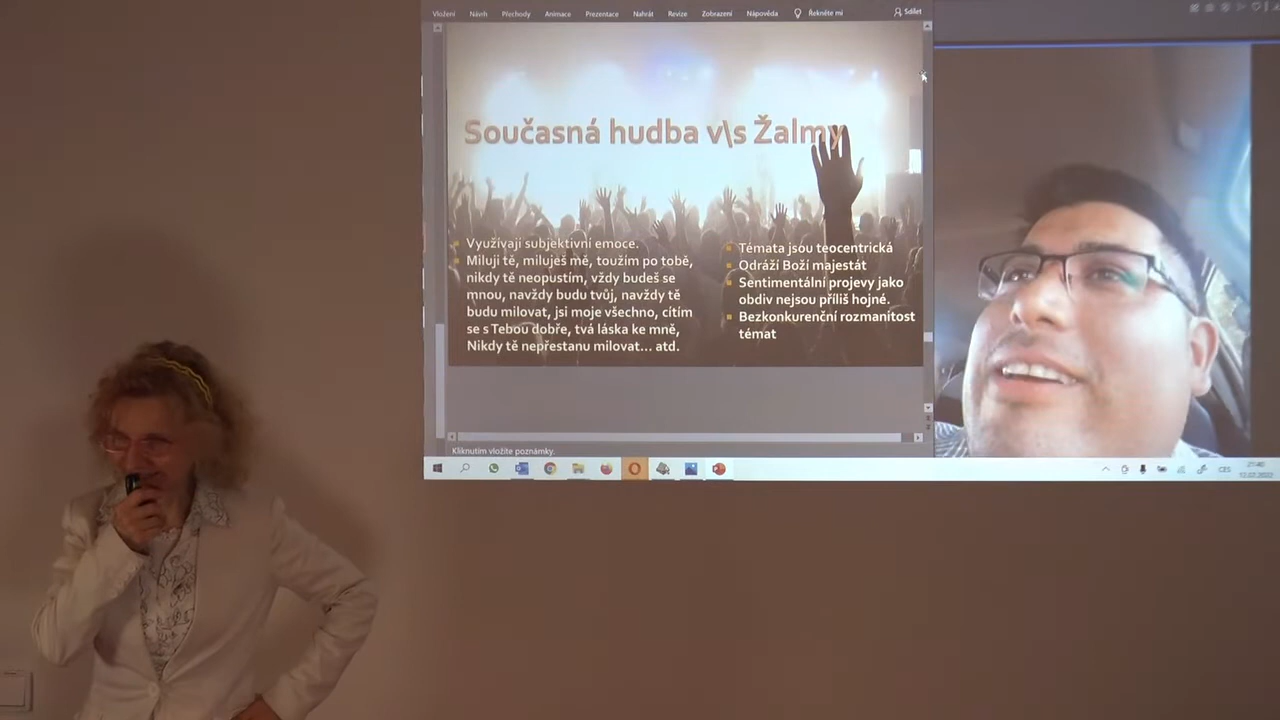 Vložení Návrh Přechody Animace Prezentace Nahrát Revize Zobrazení Nápověda Řekněte mi Sdílet
Současná hudba v\s Žalmy
Využívají subjektivní emoce.
Miluji tě, miluješ mě, toužím po tobě,
nikdy tě neopustím, vždy budeš se
mnou, navždy budu tvůj, navždy tě
budu milovat, jsi moje všechno, cítím
se s Tebou dobře, tvá láska ke mně,
Nikdy tě nepřestanu milovat... atd.
Témata jsou teocentrická
Odráží Boží majestát
Sentimentální projevy jako
obdiv nejsou příliš hojné.
Bezkonkurenční rozmanitost
témat
Kliknutím vložíte poznámky.
CES